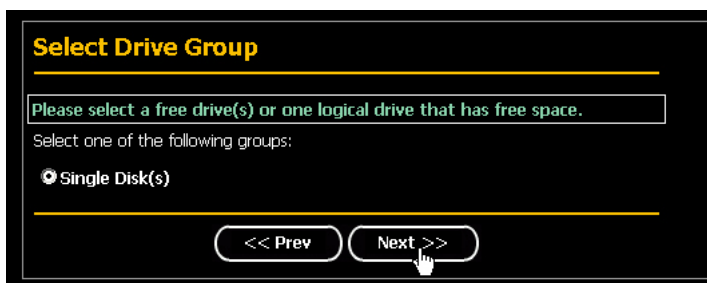 Select Drive Group
Please select a free drive(s) or one logical drive that has free space.
Select one of the following groups:
Single Disk(s)
<< Prev
Next >>